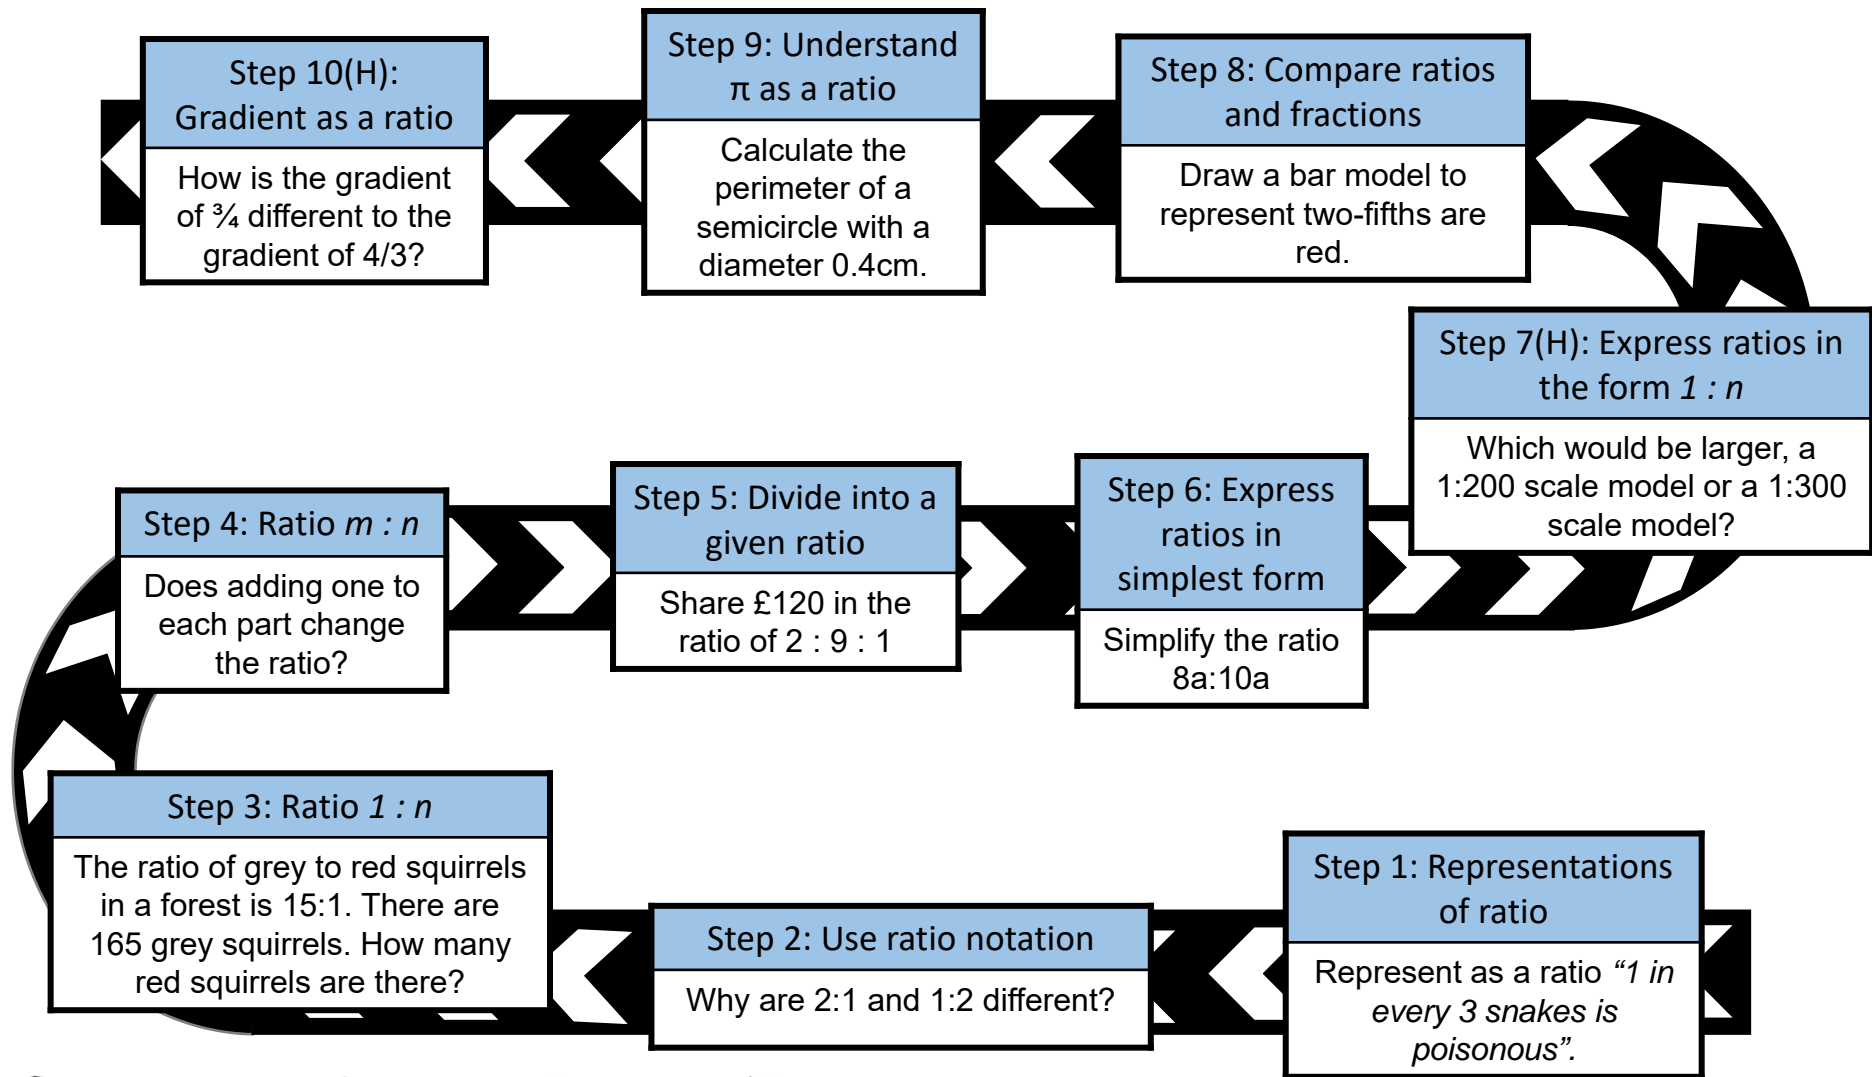 Step 10(H):
Gradient as a ratio
How is the gradient
of ¾ different to the
gradient of 4/3?
Step 9: Understand
π as a ratio
Calculate the
perimeter of a
semicircle with a
diameter 0.4cm.
Step 8: Compare ratios
and fractions
Draw a bar model to
represent two-fifths are
red.
Step 7(H): Express ratios in
the form 1 : n
Which would be larger, a
1:200 scale model or a 1:300
scale model?
Step 4: Ratio m : n
Does adding one to
each part change
the ratio?
Step 5: Divide into a
given ratio
Share £120 in the
ratio of 2 : 9 : 1
Step 6: Express
ratios in
simplest form
Simplify the ratio
8a:10a
Step 3: Ratio 1 : n
The ratio of grey to red squirrels
in a forest is 15:1. There are
165 grey squirrels. How many
red squirrels are there?
Step 2: Use ratio notation
Why are 2:1 and 1:2 different?
Step 1: Representations
of ratio
Represent as a ratio “1 in
every 3 snakes is
poisonous”.